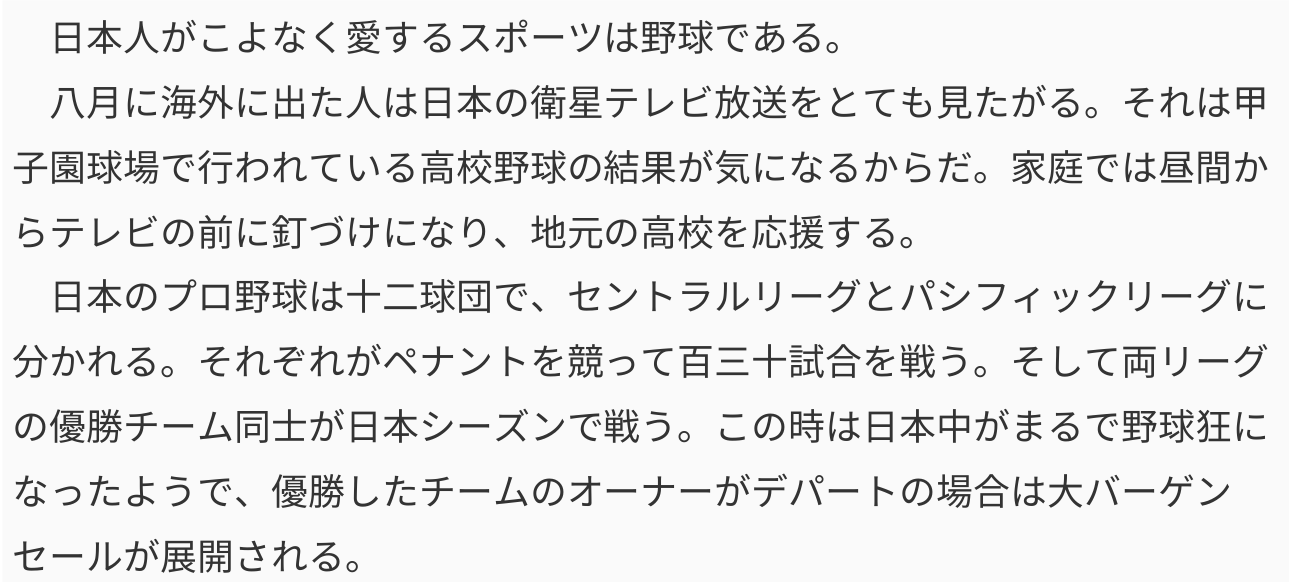 日本人がこよなく愛するスポーツは野球である。
　八月に海外に出た人は日本の衛星テレビ放送をとても見たがる。それは甲
子園球場で行われている高校野球の結果が気になるからだ。家庭では昼間か
らテレビの前に釘づけになり、地元の高校を応援する。
　日本のプロ野球は十二球団で、セントラルリーグとパシフィックリーグに
分かれる。それぞれがペナントを競って百三十試合を戦う。そして両リーグ
の優勝チーム同士が日本シーズンで戦う。この時は日本中がまるで野球狂に
なったようで、優勝したチームのオーナーがデパートの場合は大バーゲン
セールが展開される。